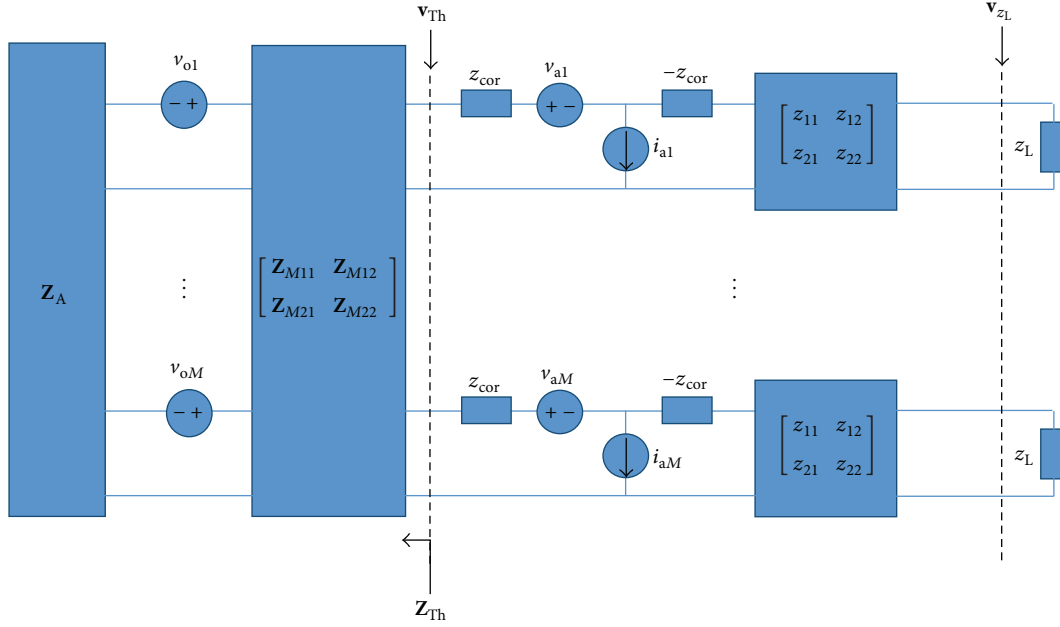 v_Th
v_zL
v_o1
z_cor
v_a1
−z_cor
− +
+ −
i_a1
[z_11 z_12
z_21 z_22]
z_L
Z_A
⋮
[Z_M11 Z_M12
Z_M21 Z_M22]
⋮
v_oM
z_cor
v_aM
−z_cor
− +
+ −
i_aM
[z_11 z_12
z_21 z_22]
z_L
Z_Th